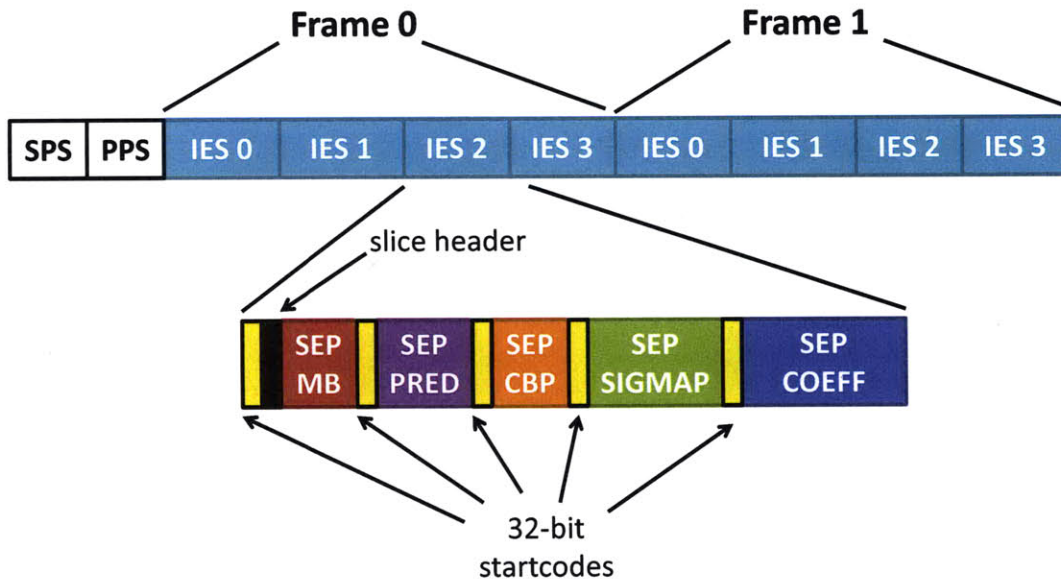 Frame 0 Frame 1
SPS PPS IES 0 IES 1 IES 2 IES 3 IES 0 IES 1 IES 2 IES 3
slice header
SEP MB
SEP PRED
SEP CBP
SEP SIGMAP
SEP COEFF
32-bit
startcodes